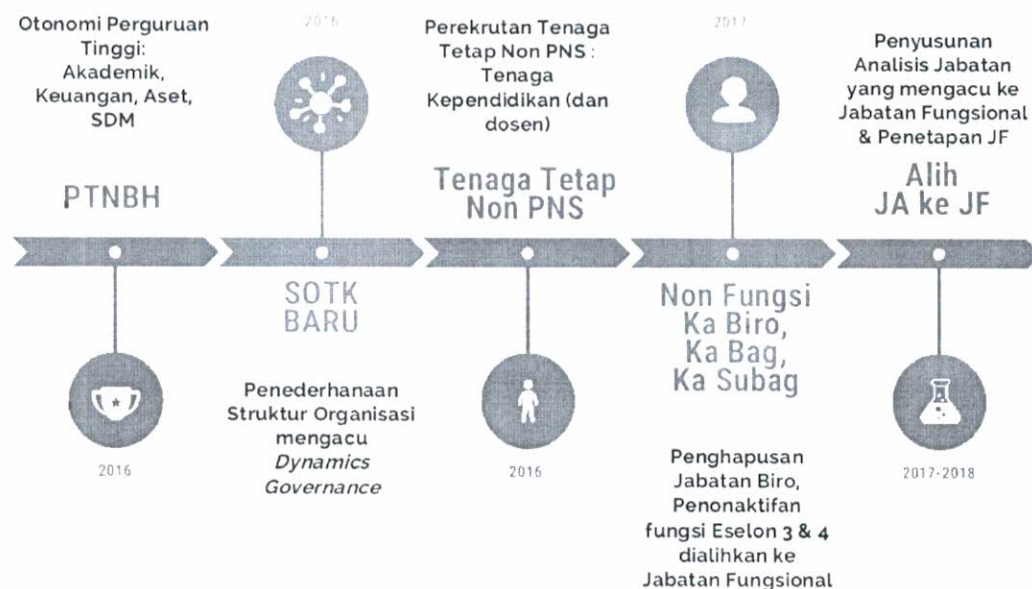 Otonomi Perguruan
Tinggi:
Akademik,
Keuangan, Aset,
SDM
PTNBH
2016
2016
SOTK
BARU
Penederhanaan
Struktur Organisasi
mengacu
Dynamics
Governance
Perekrutan Tenaga
Tetap Non PNS :
Tenaga
Kependidikan (dan
dosen)
Tenaga Tetap
Non PNS
2016
2017
Non Fungsi
Ka Biro,
Ka Bag,
Ka Subag
Penghapusan
Jabatan Biro,
Penonaktifan
fungsi Eselon 3 & 4
dialihkan ke
Jabatan Fungsional
Penyusunan
Analisis Jabatan
yang mengacu ke
Jabatan Fungsional
& Penetapan JF
Alih
JA ke JF
2017-2018